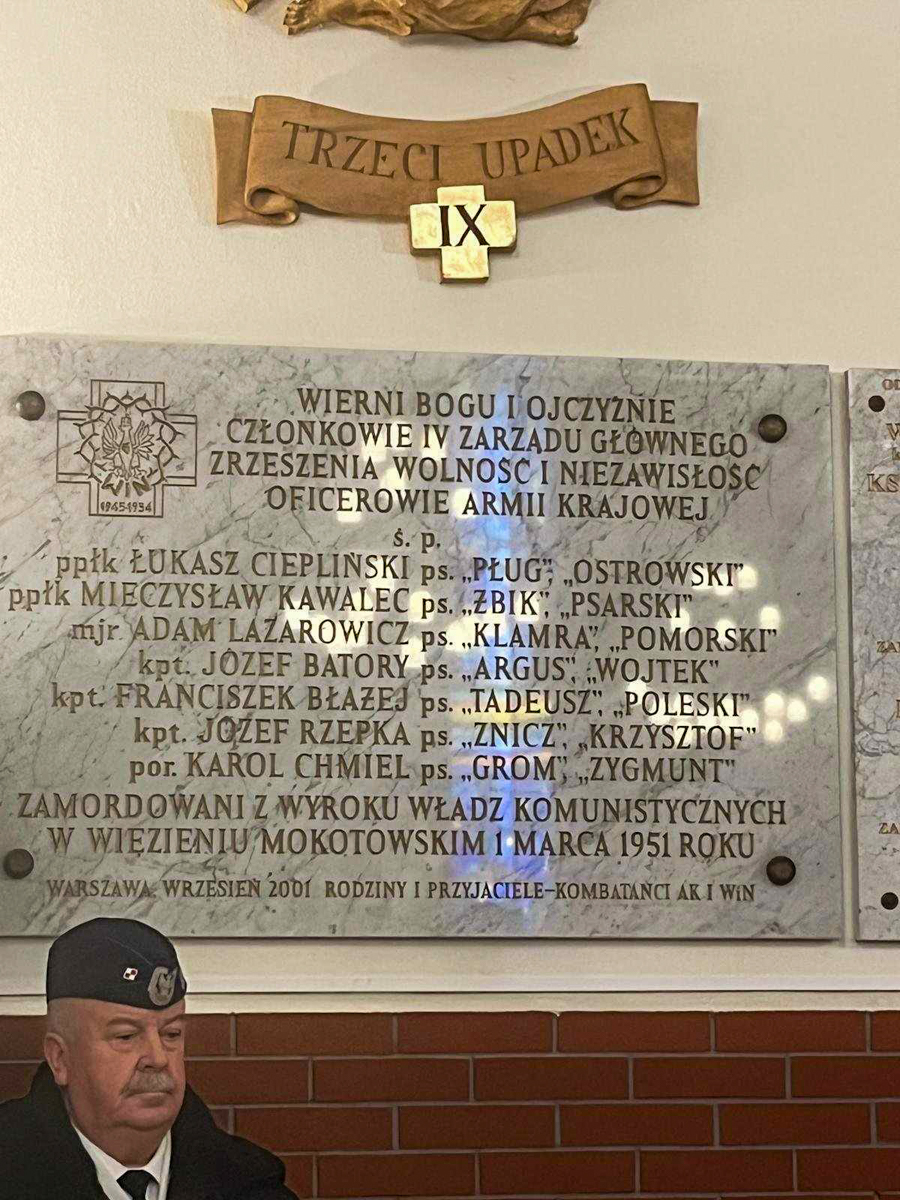 TRZECI UPADEK
IX
1945-1954
WIERNI BOGU I OJCZYŹNIE
CZŁONKOWIE IV ZARZĄDU GŁÓWNEGO
ZRZESZENIA WOLNOŚĆ I NIEZAWISŁOŚĆ
OFICEROWIE ARMII KRAJOWEJ
ś. p.
ppłk ŁUKASZ CIEPLIŃSKI ps. „PŁUG”, „OSTROWSKI”
ppłk MIECZYSŁAW KAWALEC ps. „ŻBIK”, „PSARSKI”
mjr ADAM LAZAROWICZ ps. „KLAMRA”, „POMORSKI”
kpt. JÓZEF BATORY ps. „ARGUS”, „WOJTEK”
kpt. FRANCISZEK BŁAŻEJ ps. „TADEUSZ”, „POLESKI”
kpt. JÓZEF RZEPKA ps. „ZNICZ”, „KRZYSZTOF”
por. KAROL CHMIEL ps. „GROM”, „ZYGMUNT”
ZAMORDOWANI Z WYROKU WŁADZ KOMUNISTYCZNYCH
W WIĘZIENIU MOKOTOWSKIM 1 MARCA 1951 ROKU
WARSZAWA, WRZESIEŃ 2001 RODZINY I PRZYJACIELE-KOMBATANCI AK I WiN